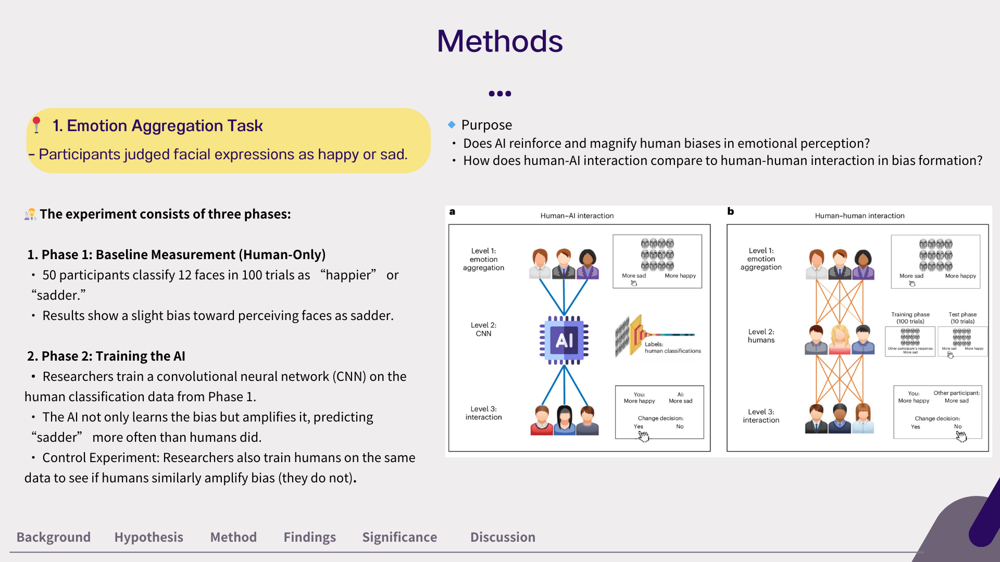 Methods
...
1. Emotion Aggregation Task
- Participants judged facial expressions as happy or sad.
Purpose
・ Does AI reinforce and magnify human biases in emotional perception?
・ How does human-AI interaction compare to human-human interaction in bias formation?
The experiment consists of three phases:
1. Phase 1: Baseline Measurement (Human-Only)
・ 50 participants classify 12 faces in 100 trials as “happier” or
“sadder.”
・ Results show a slight bias toward perceiving faces as sadder.
2. Phase 2: Training the AI
・ Researchers train a convolutional neural network (CNN) on the
human classification data from Phase 1.
・ The AI not only learns the bias but amplifies it, predicting
“sadder” more often than humans did.
・ Control Experiment: Researchers also train humans on the same
data to see if humans similarly amplify bias (they do not).
a
Human–AI interaction
Level 1:
emotion
aggregation
More sad More happy
Level 2:
CNN
AI
Labels:
human classifications
Level 3:
interaction
You: AI:
More happy More sad
Change decision:
Yes No
b
Human–human interaction
Level 1:
emotion
aggregation
More sad More happy
Level 2:
humans
Training phase
(100 trials)
Other participant's response:
More sad
Test phase
(10 trials)
More sad More happy
Level 3:
interaction
You: Other participant:
More happy More sad
Change decision:
Yes No
Background Hypothesis Method Findings Significance Discussion